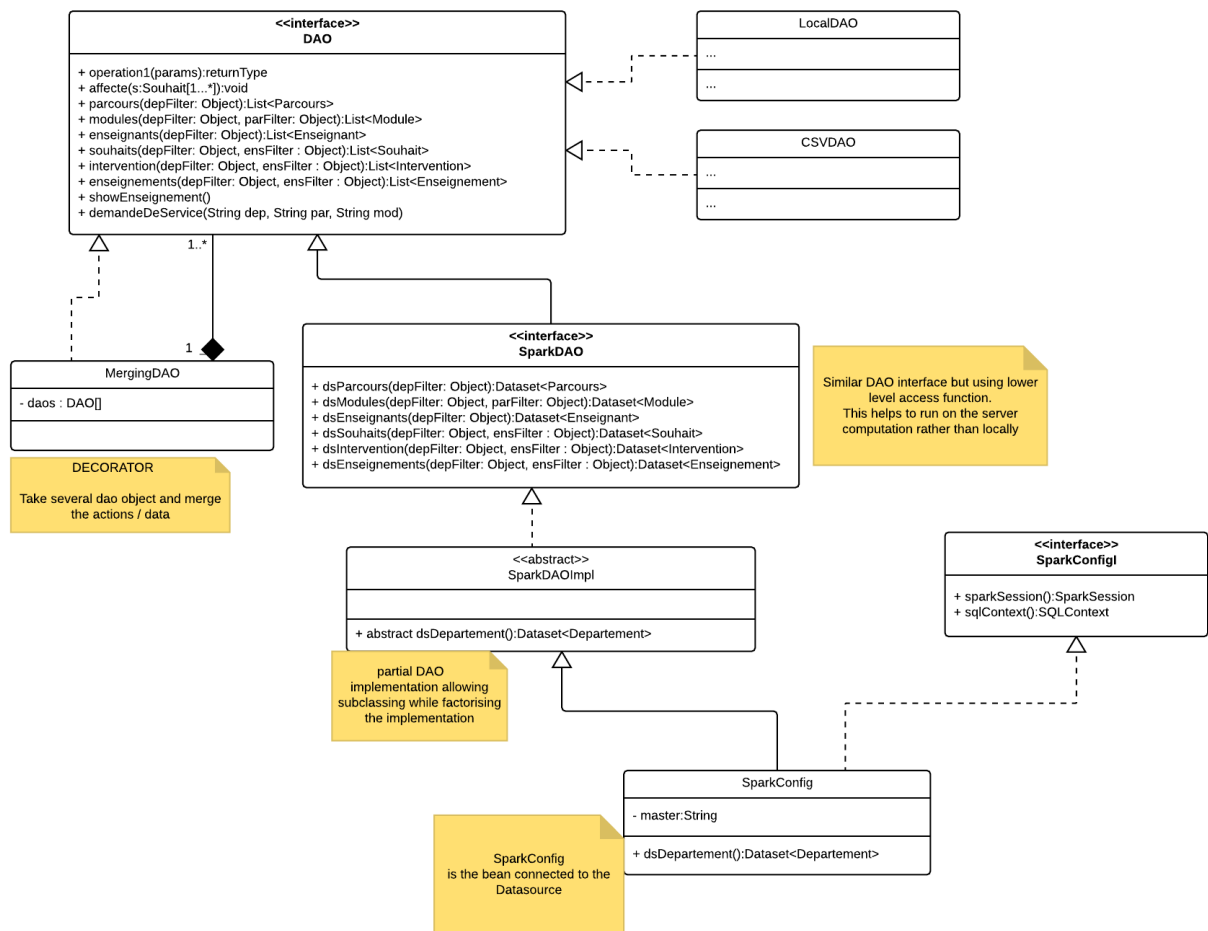 <<interface>>
DAO
+ operation1(params):returnType
+ affecte(s:Souhait[1...*]):void
+ parcours(depFilter: Object):List<Parcours>
+ modules(depFilter: Object, parFilter: Object):List<Module>
+ enseignants(depFilter: Object):List<Enseignant>
+ souhaits(depFilter: Object, ensFilter : Object):List<Souhait>
+ intervention(depFilter: Object, ensFilter : Object):List<Intervention>
+ enseignements(depFilter: Object, ensFilter : Object):List<Enseignement>
+ showEnseignement()
+ demandeDeService(String dep, String par, String mod)
LocalDAO
...
...
CSVDAO
...
...
1..*
1
MergingDAO
- daos : DAO[]
DECORATOR
Take several dao object and merge
the actions / data
<<interface>>
SparkDAO
+ dsParcours(depFilter: Object):Dataset<Parcours>
+ dsModules(depFilter: Object, parFilter: Object):Dataset<Module>
+ dsEnseignants(depFilter: Object):Dataset<Enseignant>
+ dsSouhaits(depFilter: Object, ensFilter : Object):Dataset<Souhait>
+ dsIntervention(depFilter: Object, ensFilter : Object):Dataset<Intervention>
+ dsEnseignements(depFilter: Object, ensFilter : Object):Dataset<Enseignement>
Similar DAO interface but using lower
level access function.
This helps to run on the server
computation rather than locally
<<abstract>>
SparkDAOImpl
+ abstract dsDepartement():Dataset<Departement>
partial DAO
implementation allowing
subclassing while factorising
the implementation
<<interface>>
SparkConfigI
+ sparkSession():SparkSession
+ sqlContext():SQLContext
SparkConfig
- master:String
+ dsDepartement():Dataset<Departement>
SparkConfig
is the bean connected to the
Datasource